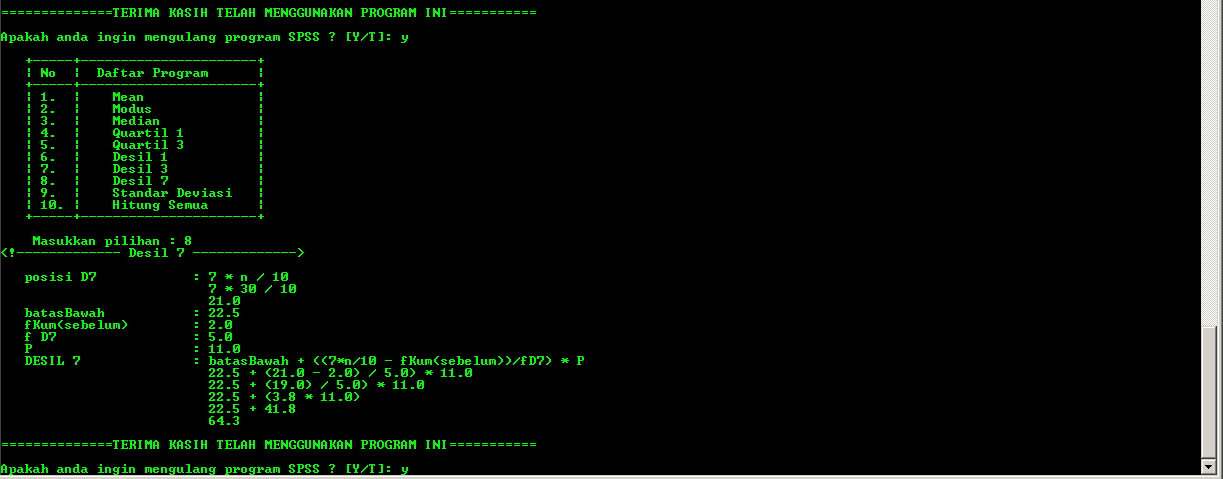 ==============TERIMA KASIH TELAH MENGGUNAKAN PROGRAM INI===========
Apakah anda ingin mengulang program SPSS ? [Y/T]: y
+-----+----------------------+
¦ No  ¦  Daftar Program      ¦
+-----+----------------------+
¦ 1.  ¦    Mean              ¦
¦ 2.  ¦    Modus             ¦
¦ 3.  ¦    Median            ¦
¦ 4.  ¦    Quartil 1         ¦
¦ 5.  ¦    Quartil 3         ¦
¦ 6.  ¦    Desil 1           ¦
¦ 7.  ¦    Desil 3           ¦
¦ 8.  ¦    Desil 7           ¦
¦ 9.  ¦    Standar Deviasi   ¦
¦ 10. ¦    Hitung Semua      ¦
+-----+----------------------+
Masukkan pilihan : 8
<!------------- Desil 7 ------------->
posisi D7 : 7 * n / 10
7 * 30 / 10
21.0
batasBawah : 22.5
fKum(sebelum) : 2.0
f D7 : 5.0
P : 11.0
DESIL 7 : batasBawah + ((7*n/10 - fKum(sebelum))/fD7) * P
22.5 + (21.0 - 2.0) / 5.0) * 11.0
22.5 + (19.0) / 5.0) * 11.0
22.5 + (3.8 * 11.0)
22.5 + 41.8
64.3
==============TERIMA KASIH TELAH MENGGUNAKAN PROGRAM INI===========
Apakah anda ingin mengulang program SPSS ? [Y/T]: y